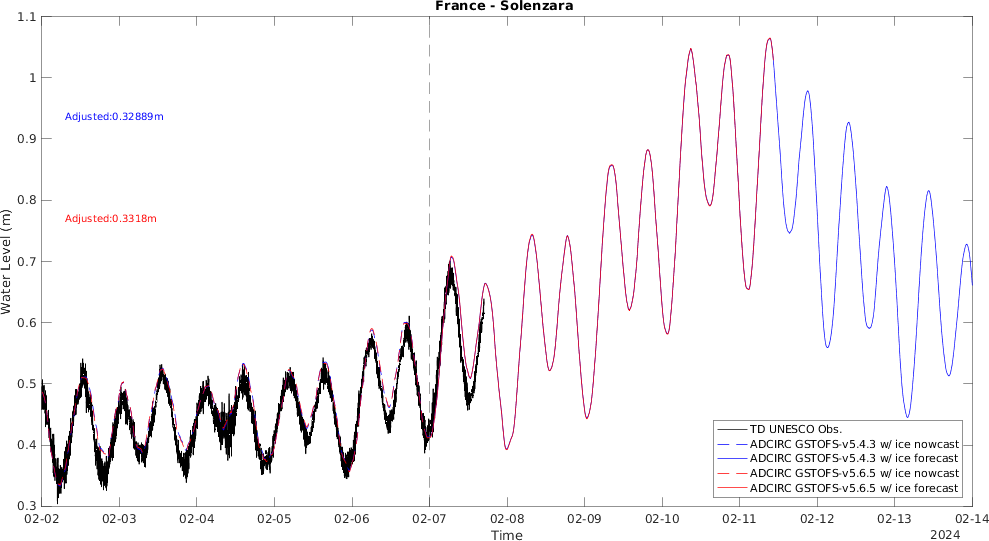 France - Solenzara
1.1
1
0.9
0.8
0.7
0.6
0.5
0.4
0.3
Water Level (m)
Adjusted:0.32889m
Adjusted:0.3318m
TD UNESCO Obs.
ADCIRC GSTOFS-v5.4.3 w/ ice nowcast
ADCIRC GSTOFS-v5.4.3 w/ ice forecast
ADCIRC GSTOFS-v5.6.5 w/ ice nowcast
ADCIRC GSTOFS-v5.6.5 w/ ice forecast
02-02 02-03 02-04 02-05 02-06 02-07 02-08 02-09 02-10 02-11 02-12 02-13 02-14
Time
2024